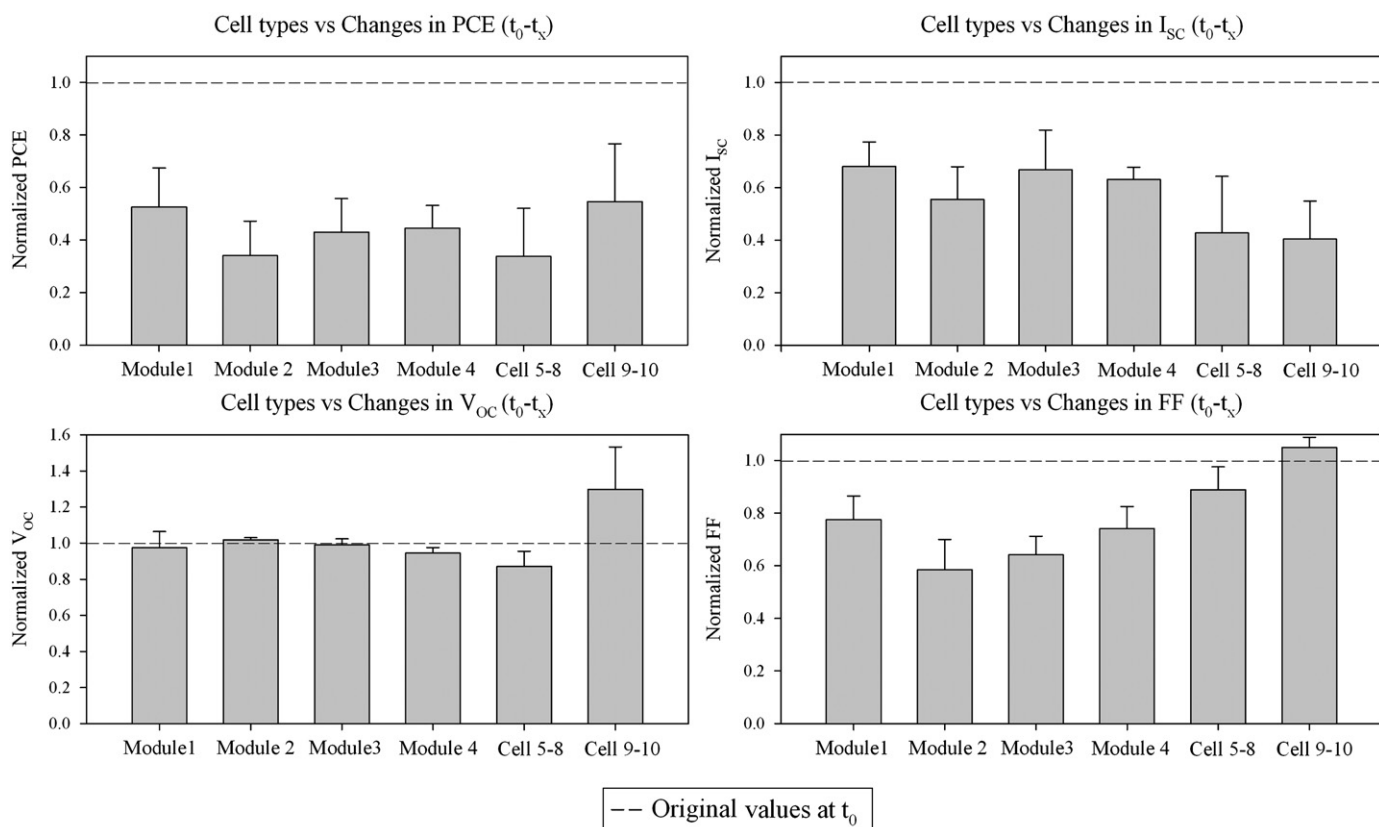 Cell types vs Changes in PCE (t₀-tₓ)
Normalized PCE
1.0
0.8
0.6
0.4
0.2
0.0
Module1 Module 2 Module3 Module 4 Cell 5-8 Cell 9-10
Cell types vs Changes in I_SC (t₀-tₓ)
Normalized I_SC
1.0
0.8
0.6
0.4
0.2
0.0
Module1 Module 2 Module3 Module 4 Cell 5-8 Cell 9-10
Cell types vs Changes in V_OC (t₀-tₓ)
Normalized V_OC
1.6
1.4
1.2
1.0
0.8
0.6
0.4
0.2
0.0
Module1 Module 2 Module3 Module 4 Cell 5-8 Cell 9-10
Cell types vs Changes in FF (t₀-tₓ)
Normalized FF
1.0
0.8
0.6
0.4
0.2
0.0
Module1 Module 2 Module3 Module 4 Cell 5-8 Cell 9-10
Original values at t₀